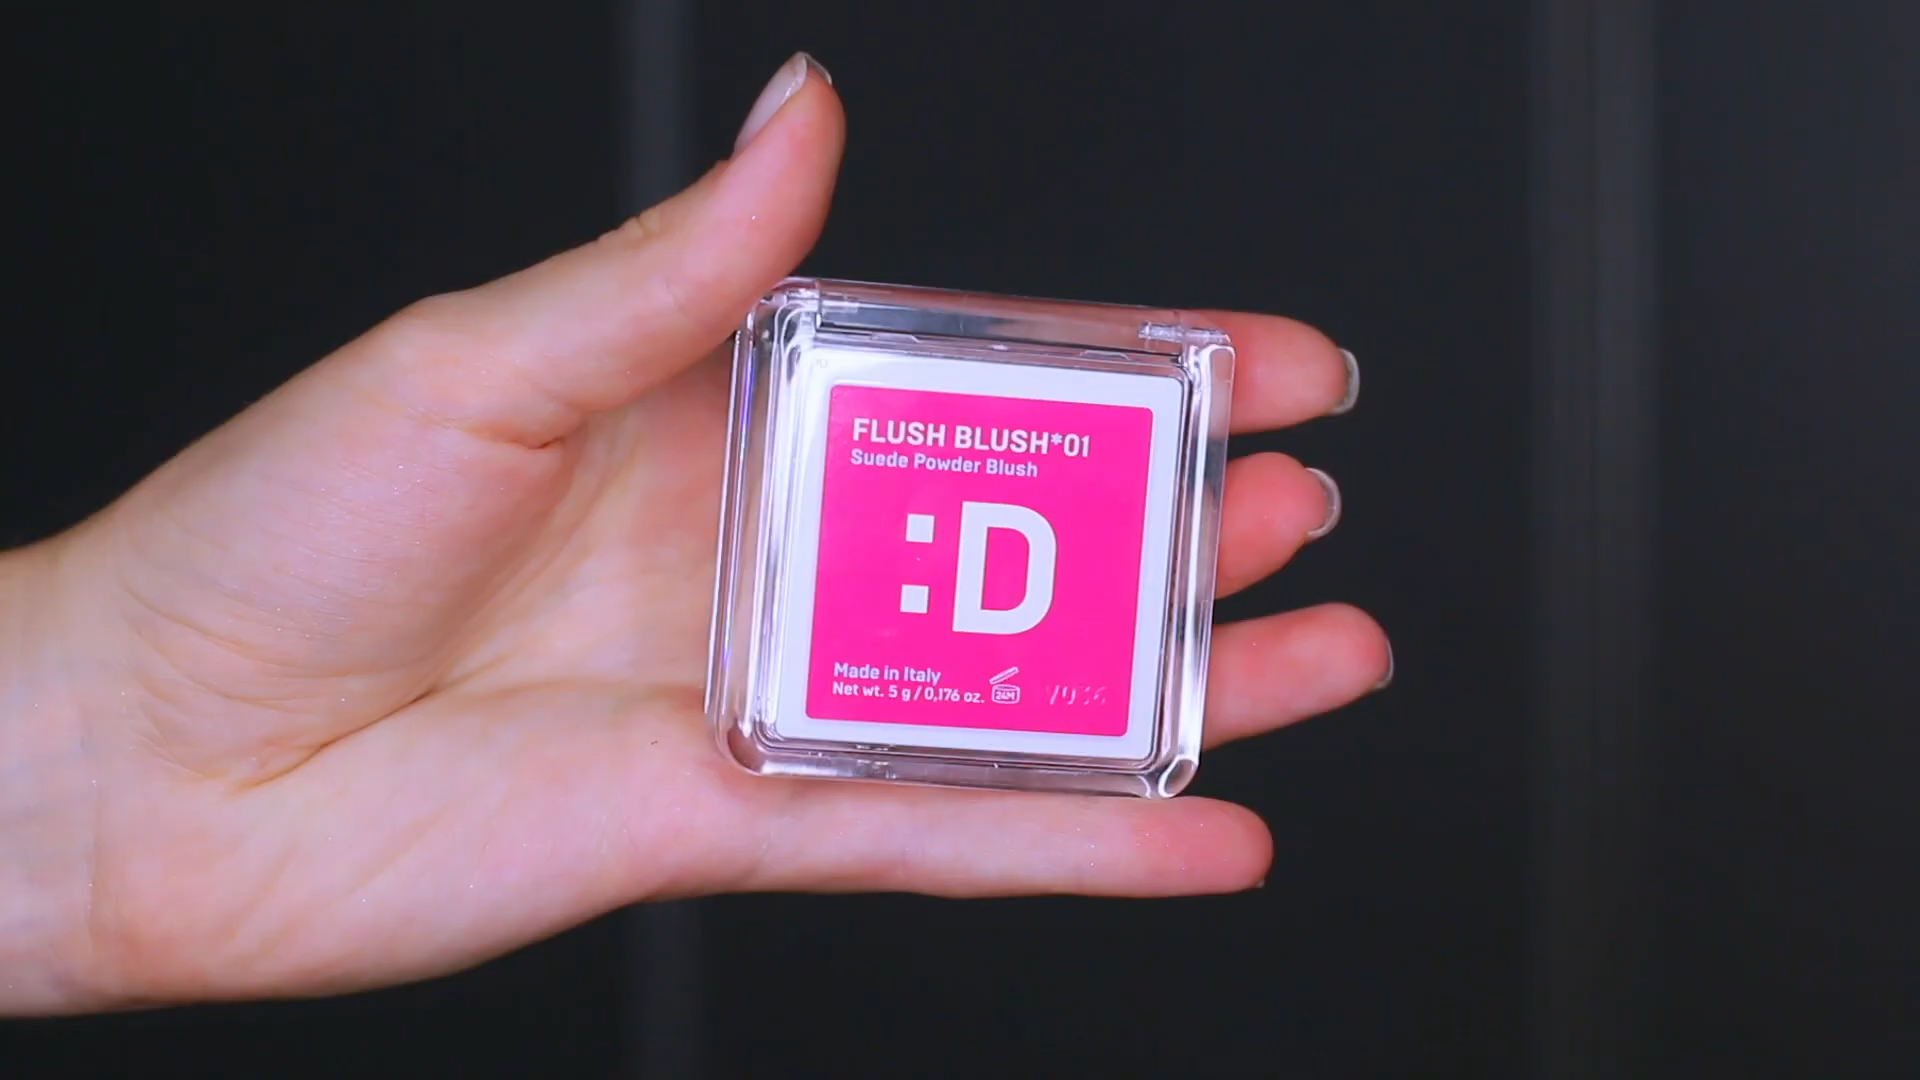 FLUSH BLUSH*01
Suede Powder Blush
:D
Made in Italy
Net wt. 5 g / 0,176 oz.
24M